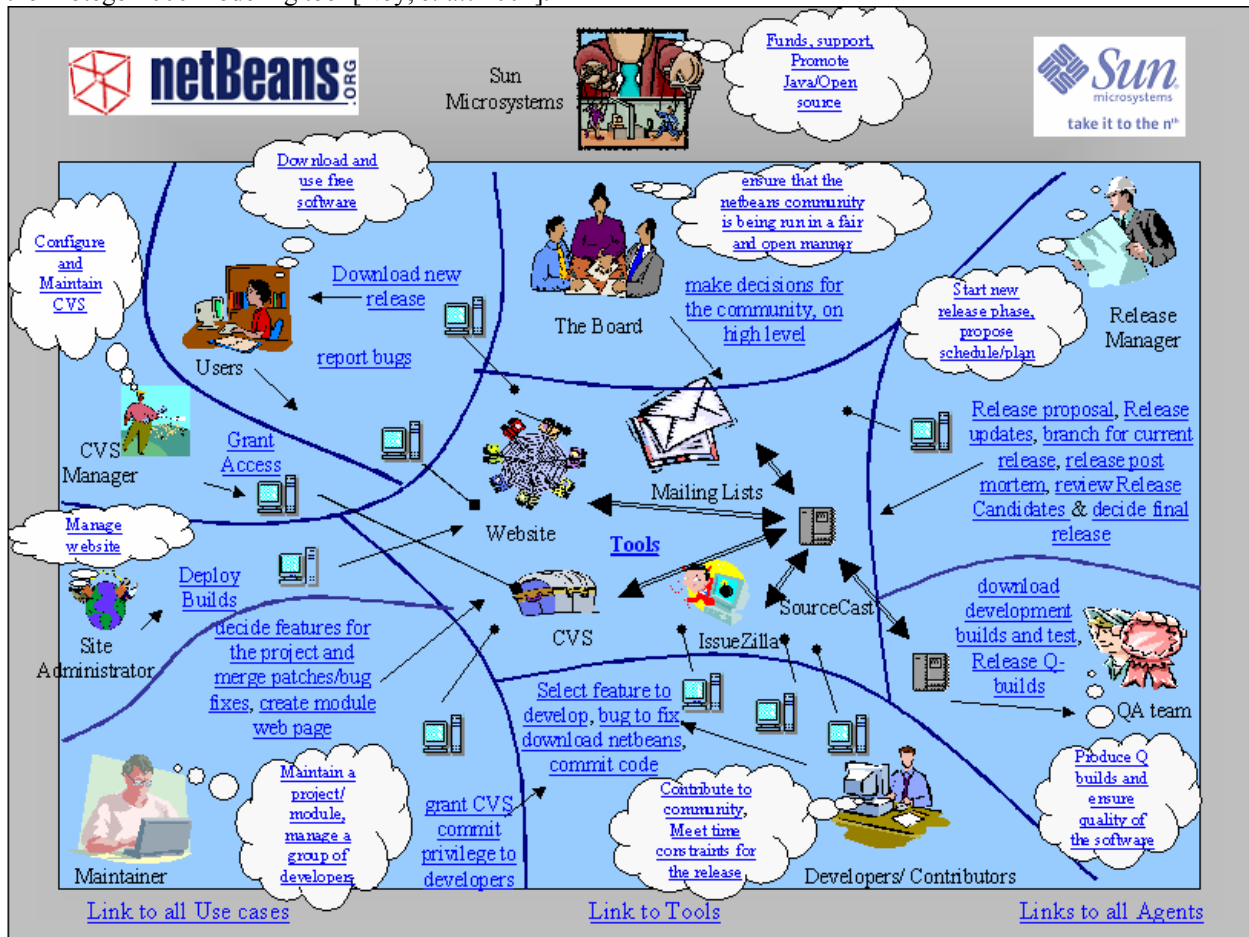 netBeans.ORG
Sun
Microsystems
Funds, support,
Promote
Java/Open
source
Sun
microsystems
take it to the nth
Download and
use free
software
ensure that the
netbeans community
is being run in a fair
and open manner
Configure
and
Maintain
CVS
Download new
release
report bugs
Users
The Board
make decisions for
the community, on
high level
Start new
release phase,
propose
schedule/plan
Release
Manager
CVS
Manager
Grant
Access
Mailing Lists
Website
Release proposal, Release
updates, branch for current
release, release post
mortem, review Release
Candidates & decide final
release
Manage
website
Tools
Deploy
Builds
Site
Administrator
CVS
IssueZilla
SourceCast
download
development
builds and test,
Release Q-
builds
QA team
decide features for
the project and
merge patches/bug
fixes, create module
web page
Select feature to
develop, bug to fix
download netbeans,
commit code
Maintain a
project/
module,
manage a
group of
developers
Maintainer
grant CVS
commit
privilege to
developers
Contribute to
community,
Meet time
constraints for
the release
Developers/ Contributors
Produce Q
builds and
ensure
quality of
the software
Link to all Use cases
Link to Tools
Links to all Agents